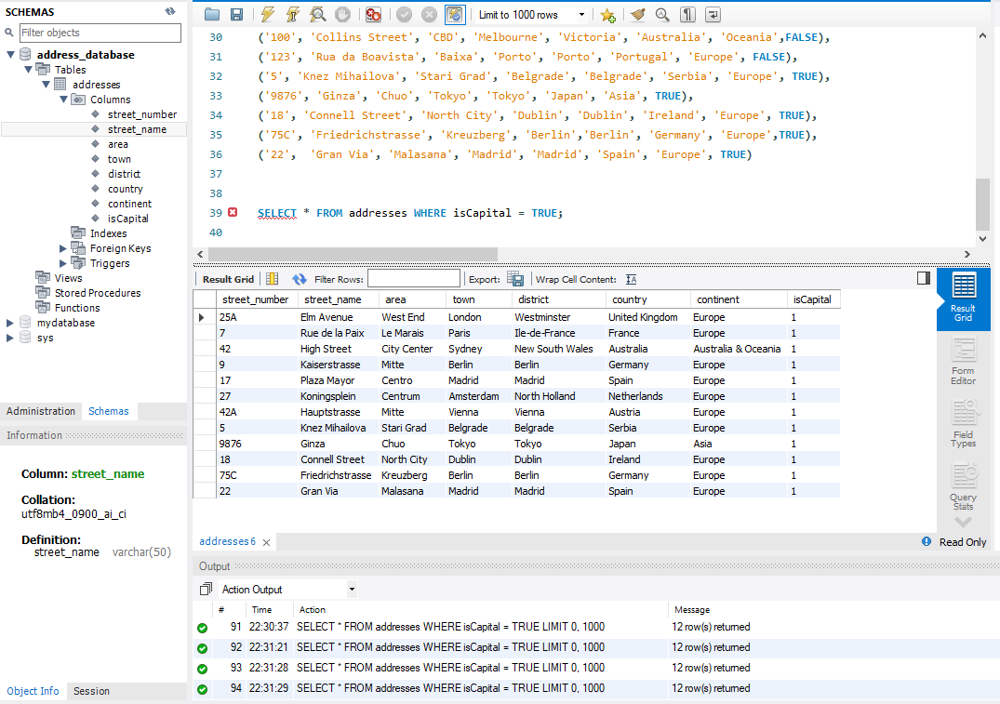 SCHEMAS
Filter objects
address_database
Tables
addresses
Columns
street_number
street_name
area
town
district
country
continent
isCapital
Indexes
Foreign Keys
Triggers
Views
Stored Procedures
Functions
mydatabase
sys
Administration Schemas
Information
Column: street_name
Collation:
utf8mb4_0900_ai_ci
Definition:
street_name varchar(50)
Object Info Session
Limit to 1000 rows
30 ('100', 'Collins Street', 'CBD', 'Melbourne', 'Victoria', 'Australia', 'Oceania',FALSE),
31 ('123', 'Rua da Boavista', 'Baixa', 'Porto', 'Porto', 'Portugal', 'Europe', FALSE),
32 ('5', 'Knez Mihailova', 'Stari Grad', 'Belgrade', 'Belgrade', 'Serbia', 'Europe', TRUE),
33 ('9876', 'Ginza', 'Chuo', 'Tokyo', 'Tokyo', 'Japan', 'Asia', TRUE),
34 ('18', 'Connell Street', 'North City', 'Dublin', 'Dublin', 'Ireland', 'Europe', TRUE),
35 ('75C', 'Friedrichstrasse', 'Kreuzberg', 'Berlin','Berlin', 'Germany', 'Europe',TRUE),
36 ('22', 'Gran Via', 'Malasana', 'Madrid', 'Madrid', 'Spain', 'Europe', TRUE)
37
38
39 SELECT * FROM addresses WHERE isCapital = TRUE;
40
Result Grid Filter Rows: Export: Wrap Cell Content: IA
street_number street_name area town district country continent isCapital
25A Elm Avenue West End London Westminster United Kingdom Europe 1
7 Rue de la Paix Le Marais Paris Ile-de-France France Europe 1
42 High Street City Center Sydney New South Wales Australia Australia & Oceania 1
9 Kaiserstrasse Mitte Berlin Berlin Germany Europe 1
17 Plaza Mayor Centro Madrid Madrid Spain Europe 1
27 Koningsplein Centrum Amsterdam North Holland Netherlands Europe 1
42A Hauptstrasse Mitte Vienna Vienna Austria Europe 1
5 Knez Mihailova Stari Grad Belgrade Belgrade Serbia Europe 1
9876 Ginza Chuo Tokyo Tokyo Japan Asia 1
18 Connell Street North City Dublin Dublin Ireland Europe 1
75C Friedrichstrasse Kreuzberg Berlin Berlin Germany Europe 1
22 Gran Via Malasana Madrid Madrid Spain Europe 1
Result
Grid
Form
Editor
Field
Types
Query
Stats
addresses 6 Read Only
Output
Action Output
# Time Action Message
91 22:30:37 SELECT * FROM addresses WHERE isCapital = TRUE LIMIT 0, 1000 12 row(s) returned
92 22:31:21 SELECT * FROM addresses WHERE isCapital = TRUE LIMIT 0, 1000 12 row(s) returned
93 22:31:28 SELECT * FROM addresses WHERE isCapital = TRUE LIMIT 0, 1000 12 row(s) returned
94 22:31:29 SELECT * FROM addresses WHERE isCapital = TRUE LIMIT 0, 1000 12 row(s) returned